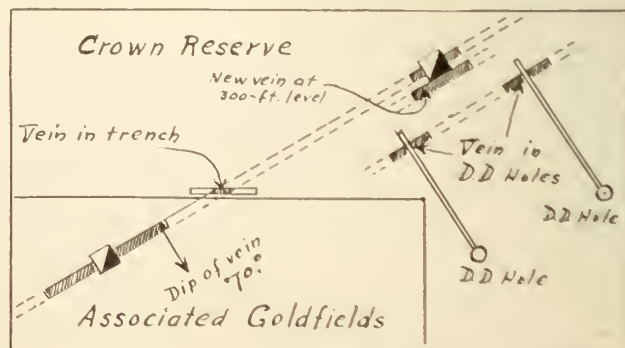 Crown Reserve
New vein at
300-ft. level
Vein in trench
Vein in
D.D Holes
D.D Hole
D.D Hole
Dip of vein
70°
Associated Goldfields